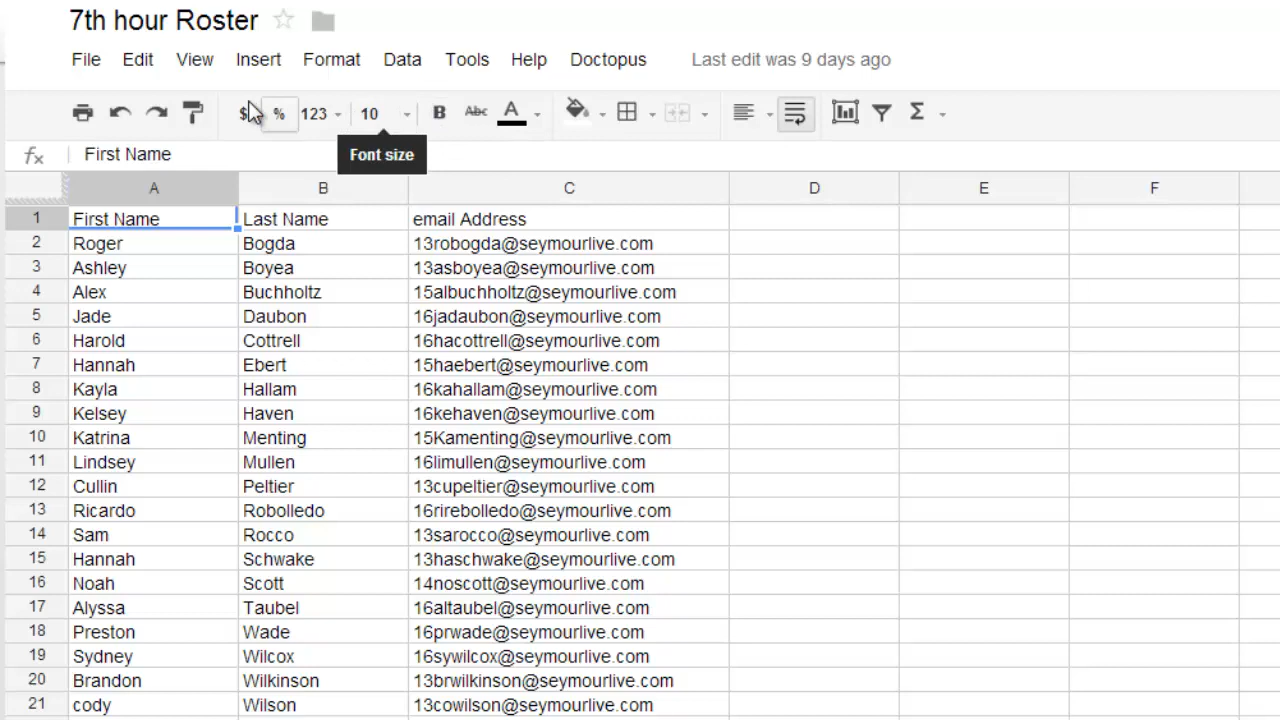 7th hour Roster
File Edit View Insert Format Data Tools Help Doctopus Last edit was 9 days ago
$ % 123 10 B Abc A Σ
fx First Name
Font size
A B C D E F
1 First Name Last Name email Address
2 Roger Bogda 13robogda@seymourlive.com
3 Ashley Boyea 13asboyea@seymourlive.com
4 Alex Buchholtz 15albuchholtz@seymourlive.com
5 Jade Daubon 16jadaubon@seymourlive.com
6 Harold Cottrell 16hacottrell@seymourlive.com
7 Hannah Ebert 15haebert@seymourlive.com
8 Kayla Hallam 16kahallam@seymourlive.com
9 Kelsey Haven 16kehaven@seymourlive.com
10 Katrina Menting 15Kamenting@seymourlive.com
11 Lindsey Mullen 16limullen@seymourlive.com
12 Cullin Peltier 13cupeltier@seymourlive.com
13 Ricardo Robolledo 16rirebolledo@seymourlive.com
14 Sam Rocco 13sarocco@seymourlive.com
15 Hannah Schwake 13haschwake@seymourlive.com
16 Noah Scott 14noscott@seymourlive.com
17 Alyssa Taubel 16altaubel@seymourlive.com
18 Preston Wade 16prwade@seymourlive.com
19 Sydney Wilcox 16sywilcox@seymourlive.com
20 Brandon Wilkinson 13brwilkinson@seymourlive.com
21 cody Wilson 13cowilson@seymourlive.com